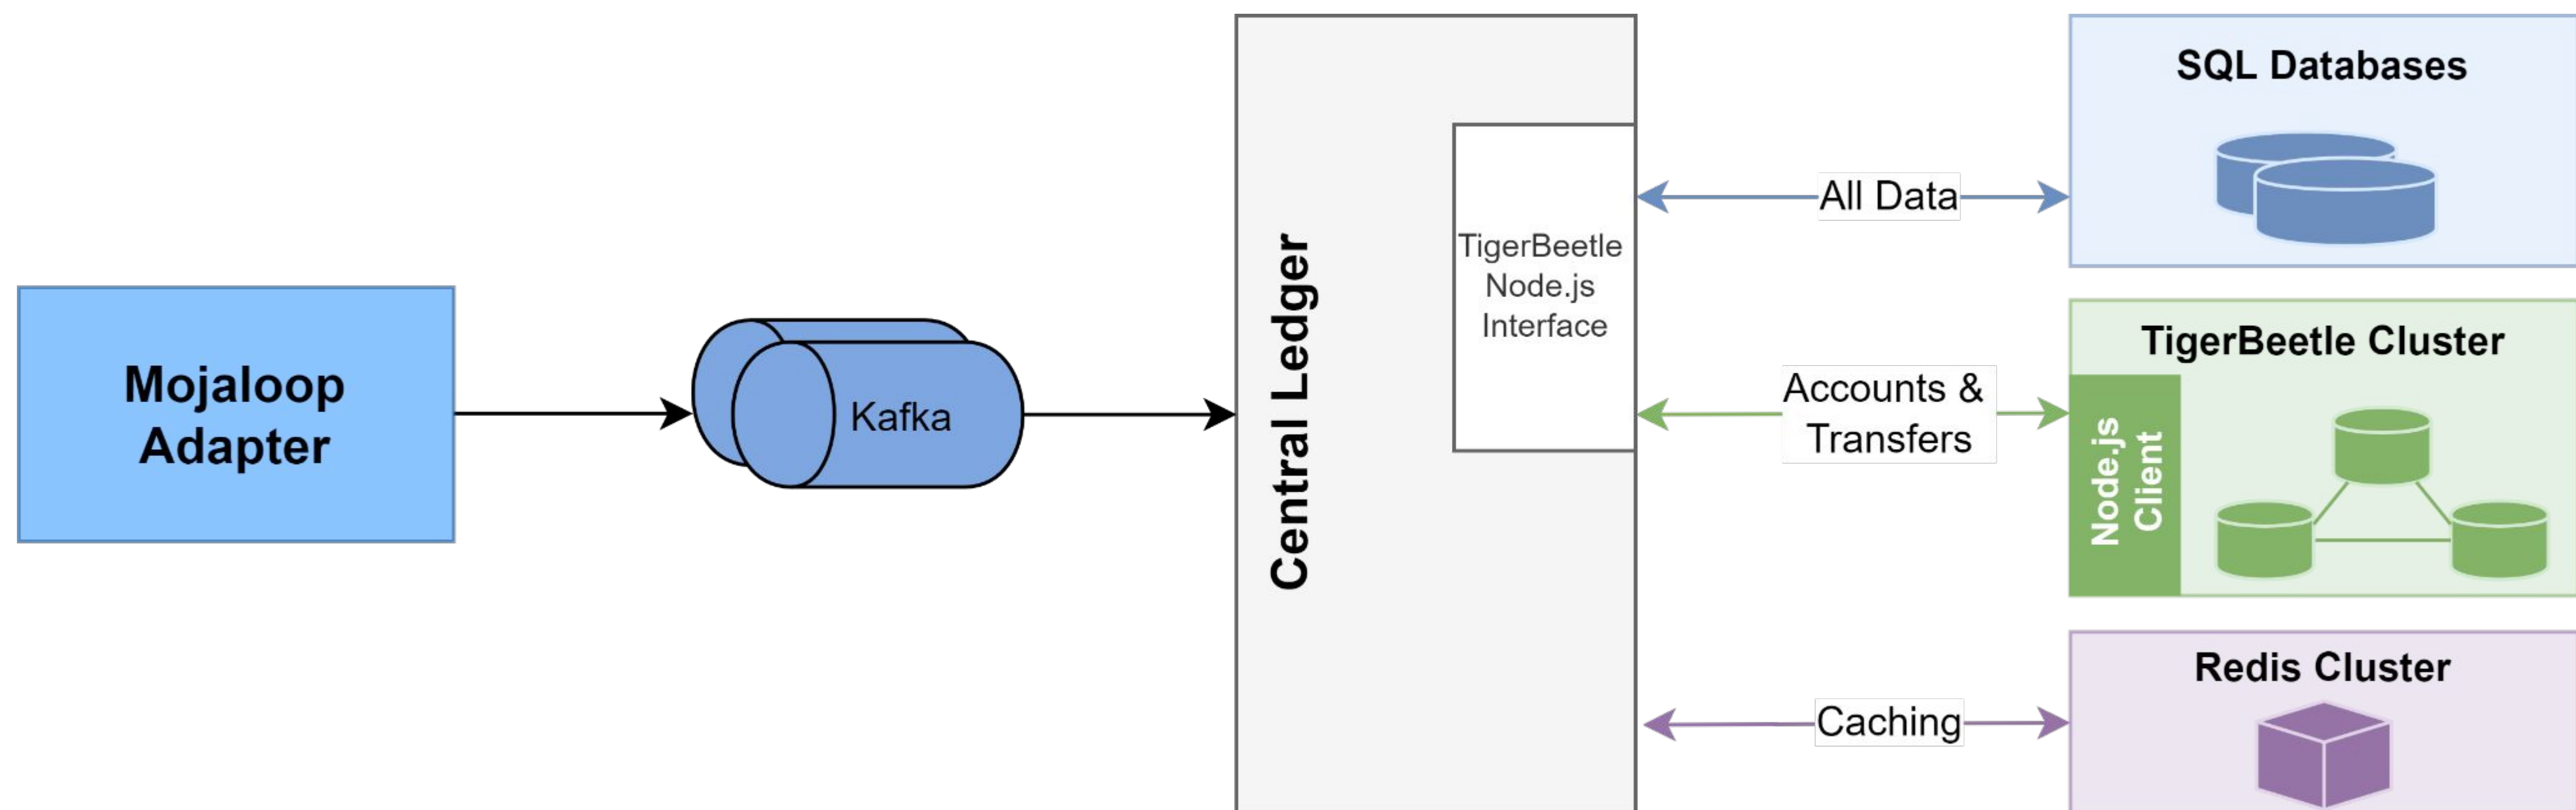 Mojaloop
Adapter
Kafka
Central Ledger
TigerBeetle
Node.js
Interface
All Data
Accounts &
Transfers
Caching
SQL Databases
TigerBeetle Cluster
Node.js
Client
Redis Cluster